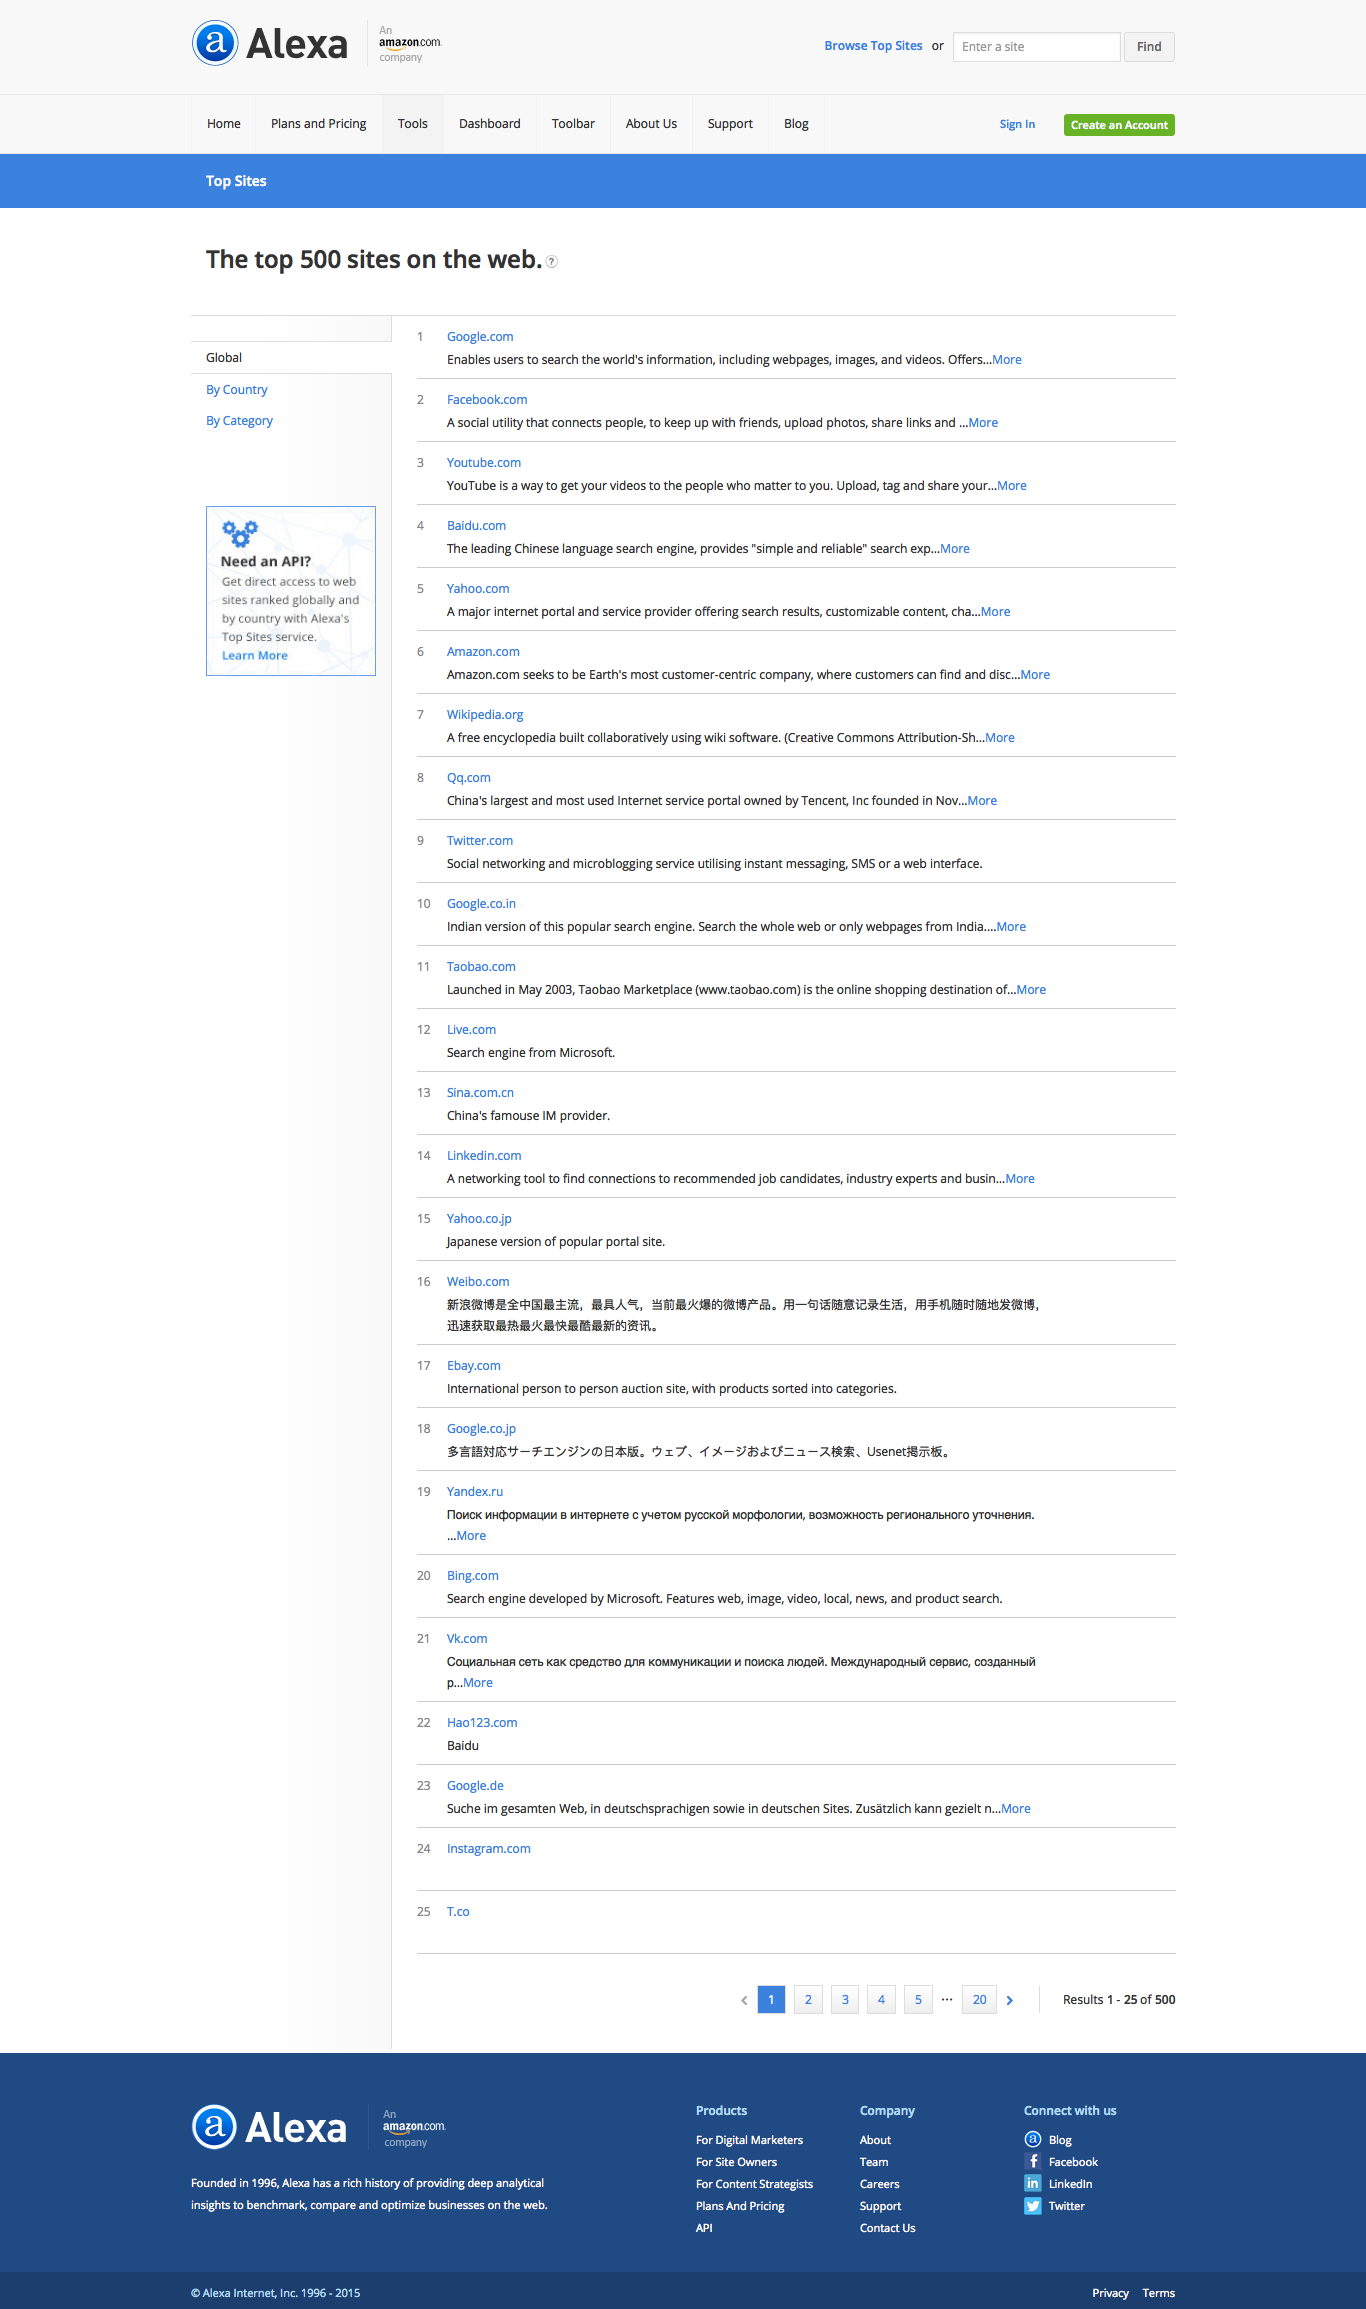 Alexa
An
amazon.com
company
Browse Top Sites or Enter a site Find
Home Plans and Pricing Tools Dashboard Toolbar About Us Support Blog Sign In Create an Account
Top Sites
The top 500 sites on the web. ?
Global
By Country
By Category
Need an API?
Get direct access to web
sites ranked globally and
by country with Alexa's
Top Sites service.
Learn More
1 Google.com
Enables users to search the world's information, including webpages, images, and videos. Offers...More
2 Facebook.com
A social utility that connects people, to keep up with friends, upload photos, share links and ...More
3 Youtube.com
YouTube is a way to get your videos to the people who matter to you. Upload, tag and share your...More
4 Baidu.com
The leading Chinese language search engine, provides "simple and reliable" search exp...More
5 Yahoo.com
A major internet portal and service provider offering search results, customizable content, cha...More
6 Amazon.com
Amazon.com seeks to be Earth's most customer-centric company, where customers can find and disc...More
7 Wikipedia.org
A free encyclopedia built collaboratively using wiki software. (Creative Commons Attribution-Sh...More
8 Qq.com
China's largest and most used Internet service portal owned by Tencent, Inc founded in Nov...More
9 Twitter.com
Social networking and microblogging service utilising instant messaging, SMS or a web interface.
10 Google.co.in
Indian version of this popular search engine. Search the whole web or only webpages from India....More
11 Taobao.com
Launched in May 2003, Taobao Marketplace (www.taobao.com) is the online shopping destination of...More
12 Live.com
Search engine from Microsoft.
13 Sina.com.cn
China's famouse IM provider.
14 Linkedin.com
A networking tool to find connections to recommended job candidates, industry experts and busin...More
15 Yahoo.co.jp
Japanese version of popular portal site.
16 Weibo.com
新浪微博是全中国最主流，最具人气，当前最火爆的微博产品。用一句话随意记录生活，用手机随时随地发微博，
迅速获取最热最火最快最酷最新的资讯。
17 Ebay.com
International person to person auction site, with products sorted into categories.
18 Google.co.jp
多言語対応サーチエンジンの日本版。ウェブ、イメージおよびニュース検索、Usenet掲示板。
19 Yandex.ru
Поиск информации в интернете с учетом русской морфологии, возможность регионального уточнения.
...More
20 Bing.com
Search engine developed by Microsoft. Features web, image, video, local, news, and product search.
21 Vk.com
Социальная сеть как средство для коммуникации и поиска людей. Международный сервис, созданный
р...More
22 Hao123.com
Baidu
23 Google.de
Suche im gesamten Web, in deutschsprachigen sowie in deutschen Sites. Zusätzlich kann gezielt n...More
24 Instagram.com
25 T.co
1 2 3 4 5 ... 20 Results 1 - 25 of 500
Alexa
An
amazon.com
company
Founded in 1996, Alexa has a rich history of providing deep analytical
insights to benchmark, compare and optimize businesses on the web.
Products
For Digital Marketers
For Site Owners
For Content Strategists
Plans And Pricing
API
Company
About
Team
Careers
Support
Contact Us
Connect with us
Blog
Facebook
LinkedIn
Twitter
© Alexa Internet, Inc. 1996 - 2015 Privacy Terms